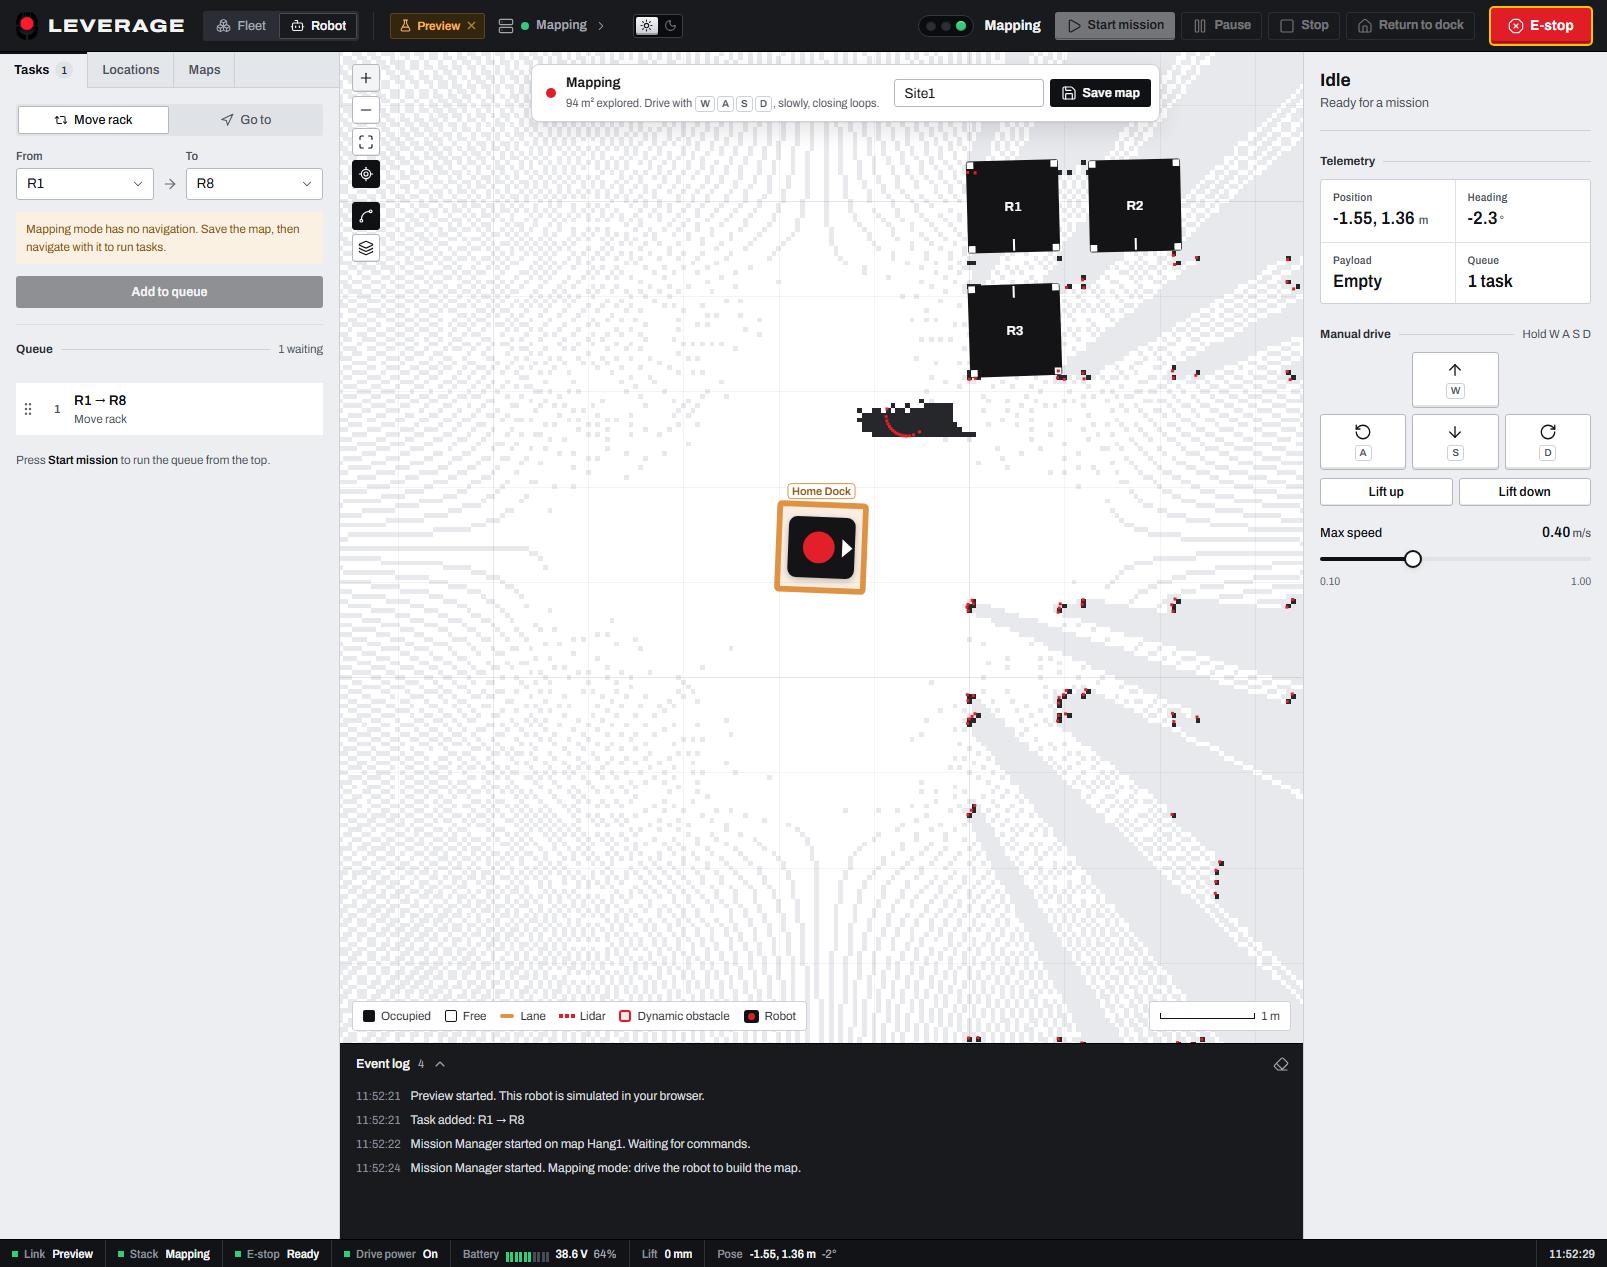 LEVERAGE
Fleet
Robot
Preview
Mapping
Mapping
Start mission
Pause
Stop
Return to dock
E-stop
Tasks 1
Locations
Maps
Move rack
Go to
From
To
R1
R8
Mapping mode has no navigation. Save the map, then
navigate with it to run tasks.
Add to queue
Queue
1 waiting
1
R1 → R8
Move rack
Press Start mission to run the queue from the top.
Mapping
94 m² explored. Drive with W A S D, slowly, closing loops.
Site1
Save map
R1
R2
R3
Home Dock
Occupied
Free
Lane
Lidar
Dynamic obstacle
Robot
1 m
Event log 4
11:52:21 Preview started. This robot is simulated in your browser.
11:52:21 Task added: R1 → R8
11:52:22 Mission Manager started on map Hang1. Waiting for commands.
11:52:24 Mission Manager started. Mapping mode: drive the robot to build the map.
Idle
Ready for a mission
Telemetry
Position
-1.55, 1.36 m
Heading
-2.3°
Payload
Empty
Queue
1 task
Manual drive
Hold W A S D
W
A
S
D
Lift up
Lift down
Max speed
0.40 m/s
0.10
1.00
Link Preview
Stack Mapping
E-stop Ready
Drive power On
Battery 38.6 V 64%
Lift 0 mm
Pose -1.55, 1.36 m -2°
11:52:29